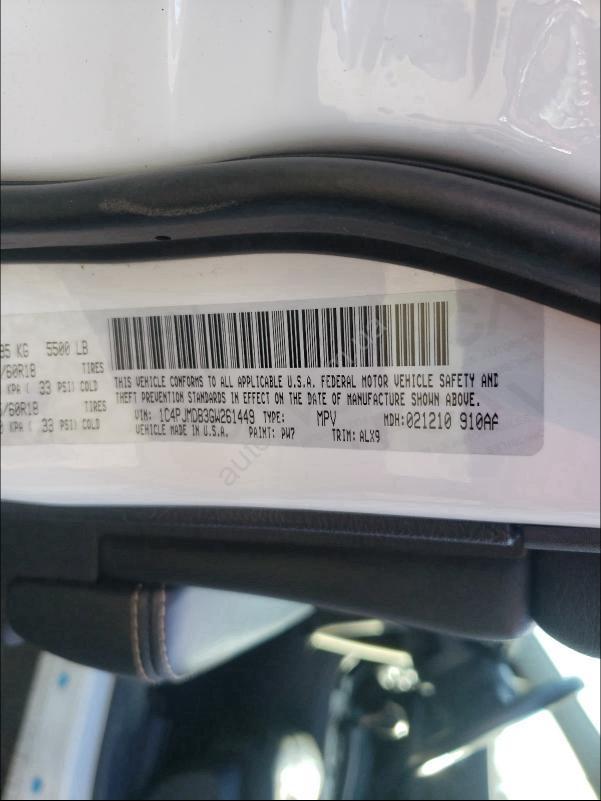 85 KG 5500 LB
/60R18 TIRES
KPA ( 33 PSI) COLD
/60R18 TIRES
KPA ( 33 PSI) COLD
THIS VEHICLE CONFORMS TO ALL APPLICABLE U.S.A. FEDERAL MOTOR VEHICLE SAFETY AND
THEFT PREVENTION STANDARDS IN EFFECT ON THE DATE OF MANUFACTURE SHOWN ABOVE.
VIN: 1C4PJMDB3GW261449 TYPE: MPV MDH:021210 910AA
VEHICLE MADE IN U.S.A. PAINT: PW7 TRIM: ALX9